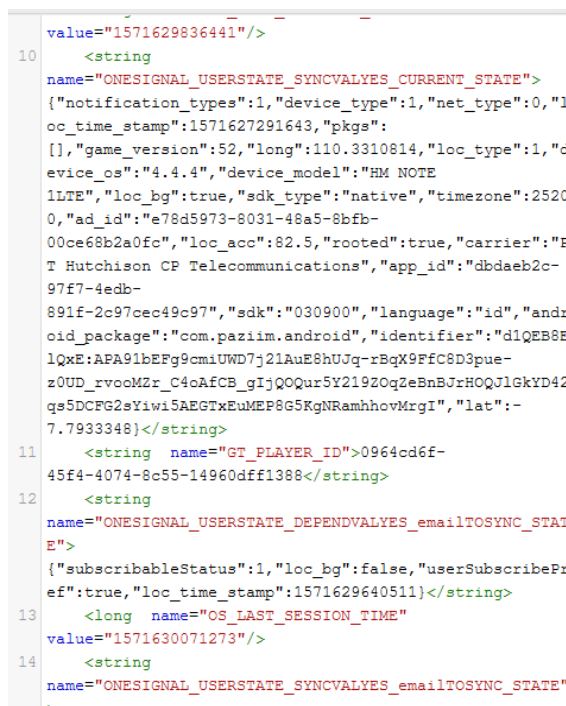 value="1571629836441"/>
10 <string
name="ONESIGNAL_USERSTATE_SYNCVALYES_CURRENT_STATE">
{"notification_types":1,"device_type":1,"net_type":0,"l
oc_time_stamp":1571627291643,"pkgs":
[],"game_version":52,"long":110.3310814,"loc_type":1,"d
evice_os":"4.4.4","device_model":"HM NOTE
1LTE","loc_bg":true,"sdk_type":"native","timezone":2520
0,"ad_id":"e78d5973-8031-48a5-8bfb-
00ce68b2a0fc","loc_acc":82.5,"rooted":true,"carrier":"P
T Hutchison CP Telecommunications","app_id":"dbdaeb2c-
97f7-4edb-
891f-2c97cec49c97","sdk":"030900","language":"id","andr
oid_package":"com.paziim.android","identifier":"d1QEB8E
lQxE:APA91bEFg9cmiUWD7j21AuE8hUJq-rBqX9FfC8D3pue-
z0UD_rvooMZr_C4oAfCB_gIjQOQur5Y219ZOqZeBnBJrHOQJlGkYD42
qs5DCFG2sYiwi5AEGTxEuMEP8G5KgNRamhhovMrgI","lat":-
7.7933348}</string>
11 <string name="GT_PLAYER_ID">0964cd6f-
45f4-4074-8c55-14960dff1388</string>
12 <string
name="ONESIGNAL_USERSTATE_DEPENDVALYES_emailTOSYNC_STAT
E">
{"subscribableStatus":1,"loc_bg":false,"userSubscribePr
ef":true,"loc_time_stamp":1571629640511}</string>
13 <long name="OS_LAST_SESSION_TIME"
value="1571630071273"/>
14 <string
name="ONESIGNAL_USERSTATE_SYNCVALYES_emailTOSYNC_STATE"